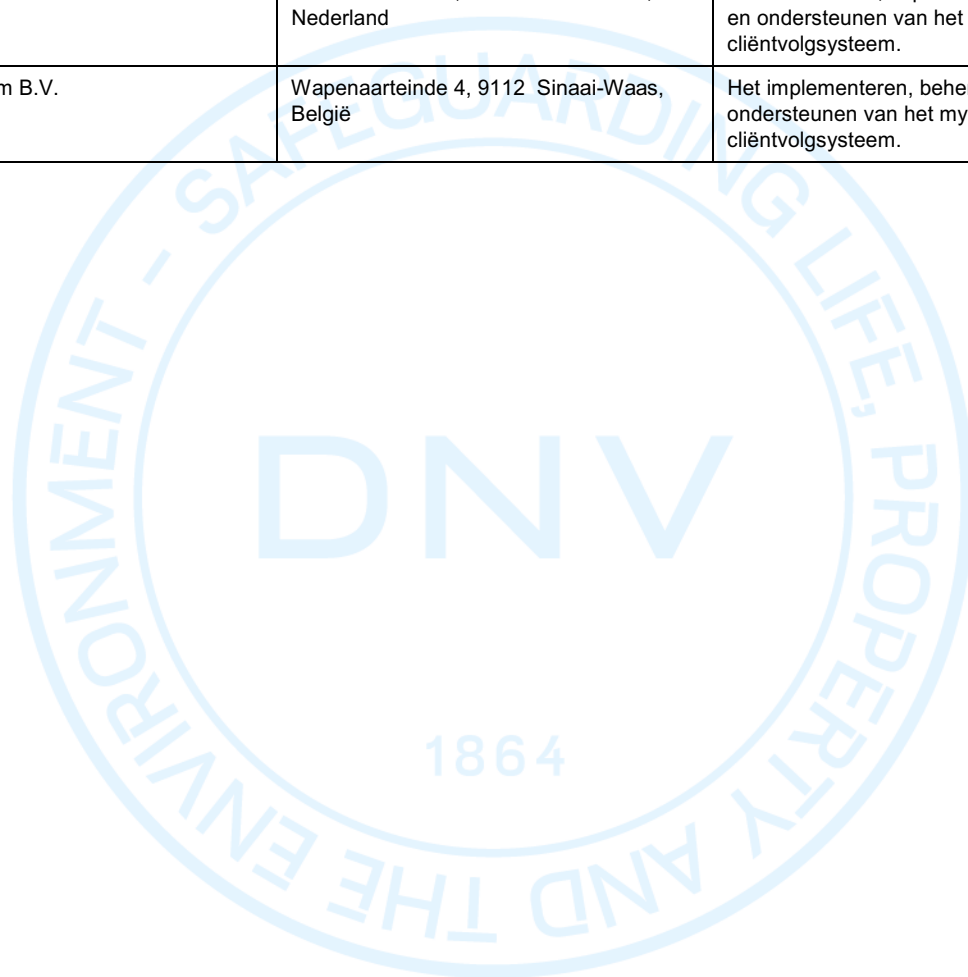 Nederland
en ondersteunen van het
cliëntvolgsysteem.
m B.V.
Wapenaarteinde 4, 9112 Sinaai-Waas,
België
Het implementeren,
ondersteunen van het my
cliëntvolgsysteem.
SAFEGUARDING LIFE, PROPERTY AND THE ENVIRONMENT -
DNV
1864